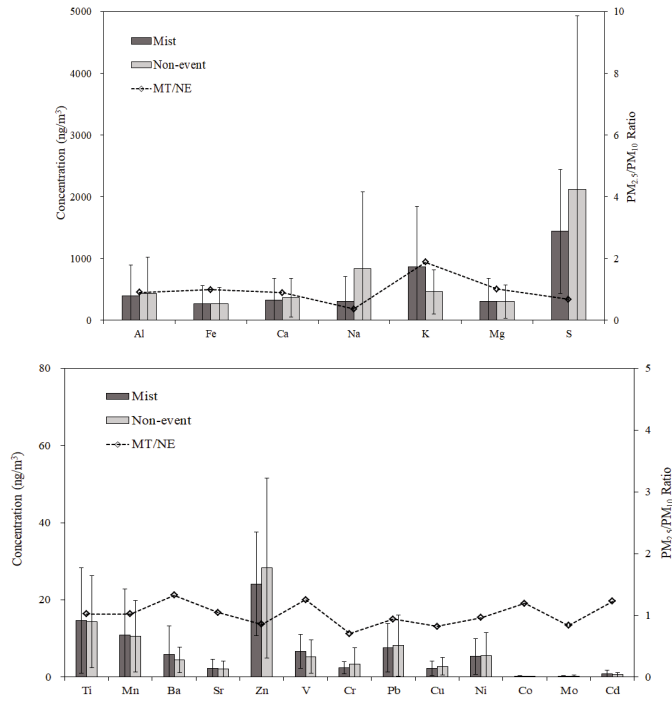 5000
4000
3000
2000
1000
0
Concentration (ng/m³)
Mist
Non-event
MT/NE
10
8
6
4
2
0
PM₂.₅/PM₁₀ Ratio
Al Fe Ca Na K Mg S
80
60
40
20
0
Concentration (ng/m³)
Mist
Non-event
MT/NE
5
4
3
2
1
0
PM₂.₅/PM₁₀ Ratio
Ti Mn Ba Sr Zn V Cr Pb Cu Ni Co Mo Cd